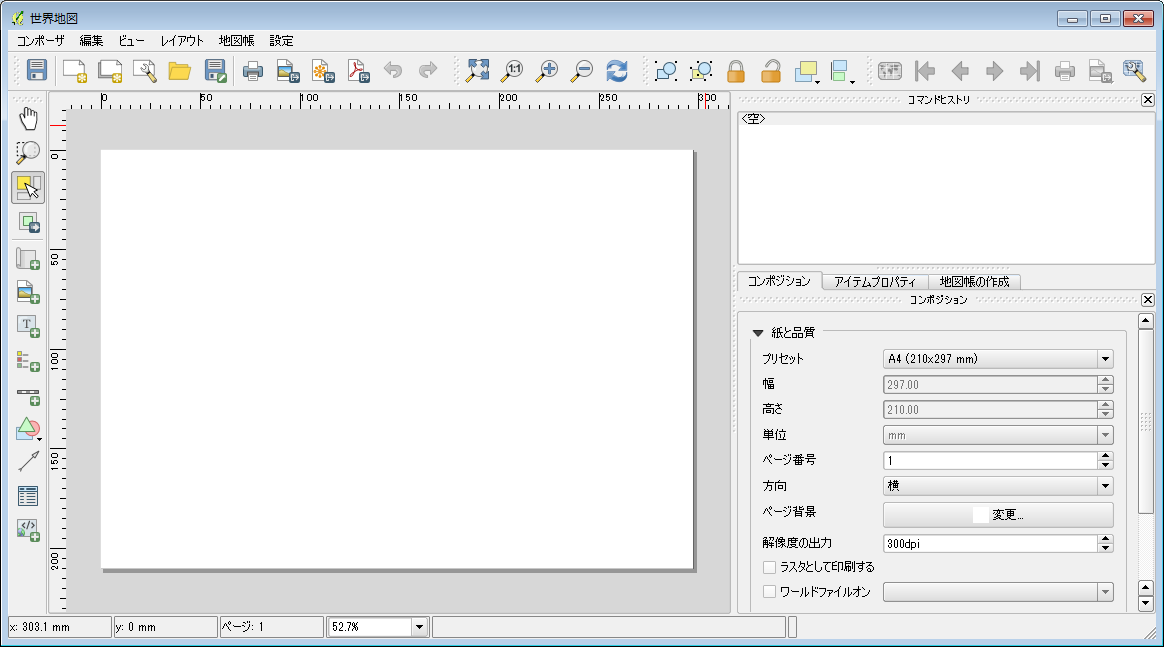 世界地図
コンポーザ 編集 ビュー レイアウト 地図帳 設定
1:1
0 50 100 150 200 250 300
コマンドヒストリ
<空>
0
50
100
150
200
T
</>
コンポジション アイテムプロパティ 地図帳の作成
コンポジション
紙と品質
プリセット A4 (210x297 mm)
幅 297.00
高さ 210.00
単位 mm
ページ番号 1
方向 横
ページ背景 変更...
解像度の出力 300dpi
ラスタとして印刷する
ワールドファイルオン
x: 303.1 mm y: 0 mm ページ: 1 52.7%